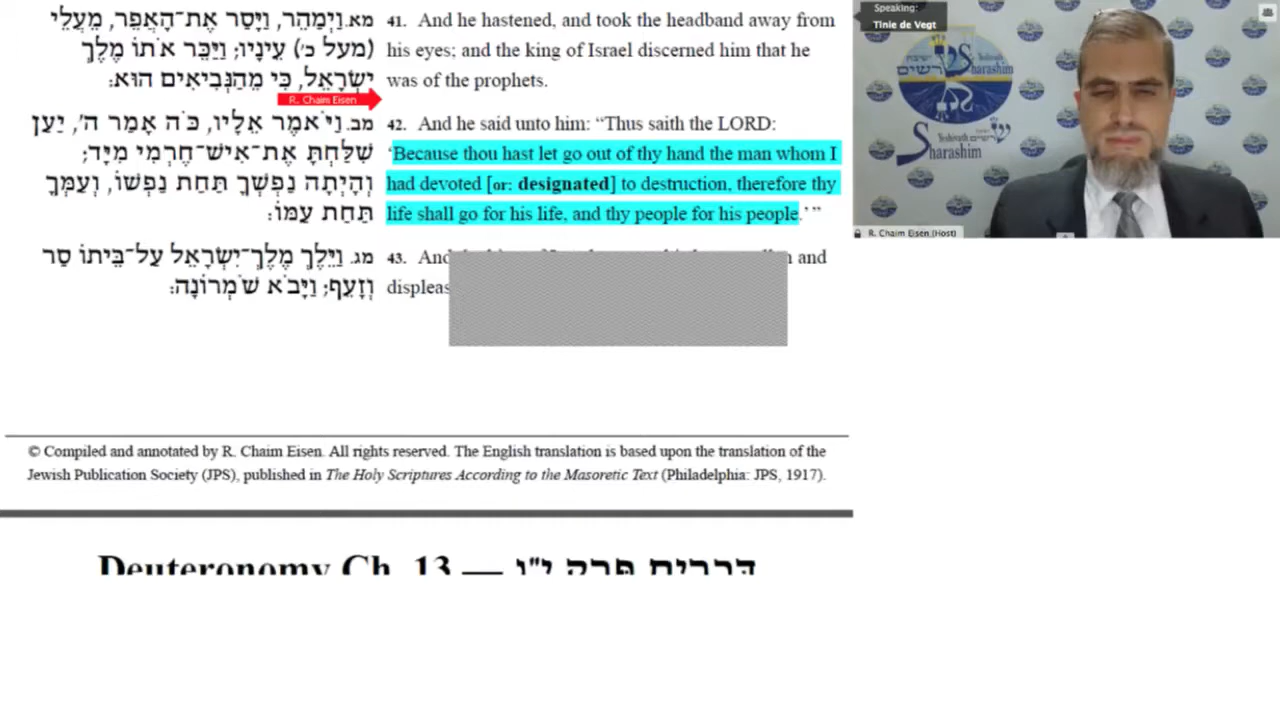 מא. וַיְמַהֵר, וַיָּסַר אֶת־הָאֲפֵר, מֵעֲלֵי
(מעל כ׳) עֵינָיו; וַיַּכֵּר אֹתוֹ מֶלֶךְ
יִשְׂרָאֵל, כִּי מֵהַנְּבִיאִים הוּא:
מב. וַיֹּאמֶר אֵלָיו, כֹּה אָמַר ה׳, יַעַן
שִׁלַּחְתָּ אֶת־אִישׁ־חֶרְמִי מִיָּד;
וְהָיְתָה נַפְשְׁךָ תַּחַת נַפְשׁוֹ, וְעַמְּךָ
תַּחַת עַמּוֹ:
מג. וַיֵּלֶךְ מֶלֶךְ־יִשְׂרָאֵל עַל־בֵּיתוֹ סַר
וְזָעֵף; וַיָּבֹא שֹׁמְרוֹנָה:
R. Chaim Eisen
41. And he hastened, and took the headband away from
his eyes; and the king of Israel discerned him that he
was of the prophets.
42. And he said unto him: “Thus saith the LORD:
‘Because thou hast let go out of thy hand the man whom I
had devoted [or: designated] to destruction, therefore thy
life shall go for his life, and thy people for his people.’”
43. And and
displeas
© Compiled and annotated by R. Chaim Eisen. All rights reserved. The English translation is based upon the translation of the
Jewish Publication Society (JPS), published in The Holy Scriptures According to the Masoretic Text (Philadelphia: JPS, 1917).
Deuteronomy Ch. 13 —
Speaking:
Tinie de Vegt
Yeshivath
Sharashim
R. Chaim Eisen (Host)